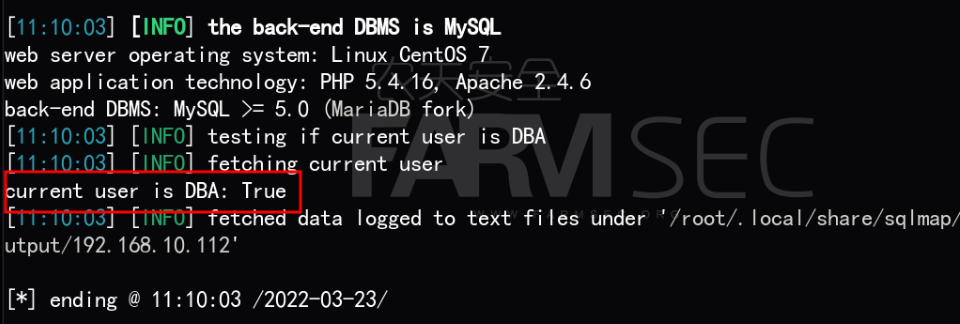 [11:10:03] [INFO] the back-end DBMS is MySQL
web server operating system: Linux CentOS 7
web application technology: PHP 5.4.16, Apache 2.4.6
back-end DBMS: MySQL >= 5.0 (MariaDB fork)
[11:10:03] [INFO] testing if current user is DBA
[11:10:03] [INFO] fetching current user
current user is DBA: True
[11:10:03] [INFO] fetched data logged to text files under '/root/.local/share/sqlmap/
utput/192.168.10.112'
[*] ending @ 11:10:03 /2022-03-23/
农夫安全
FARMSEC